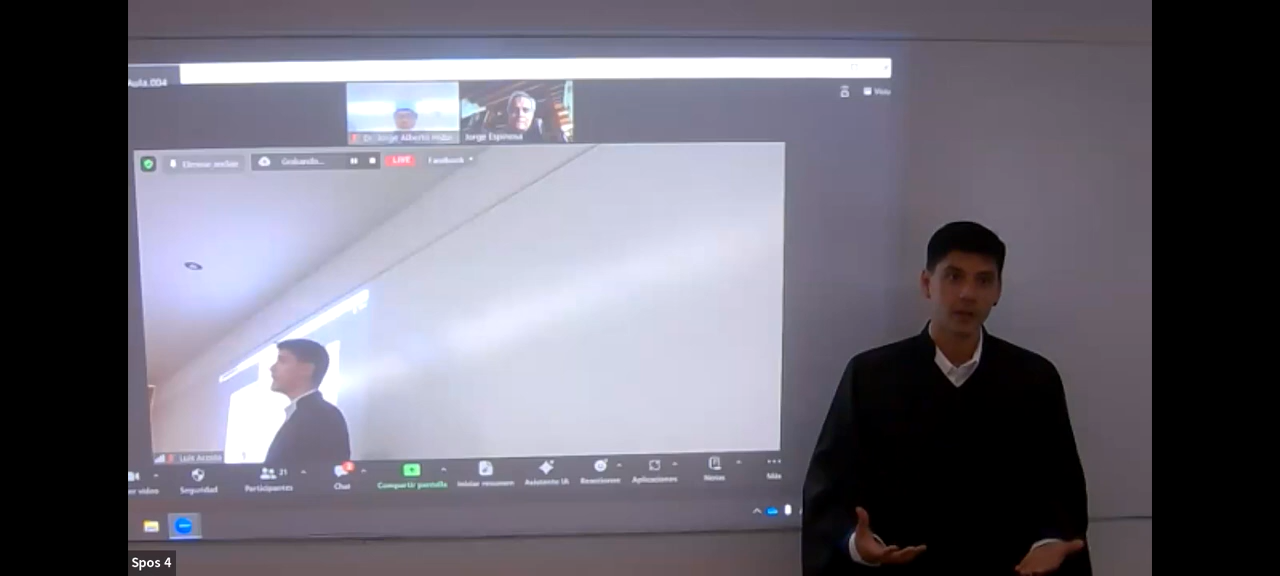 Aula 004
Dr. Jorge Alberto
Jorge Espinosa
Grabando...
LIVE
Facebook
Luis Acosta
Seguridad
Participantes
21
Chat
Compartir pantalla
Iniciar resumen
Asistente IA
Reacciones
Aplicaciones
Notas
Más
Spos 4